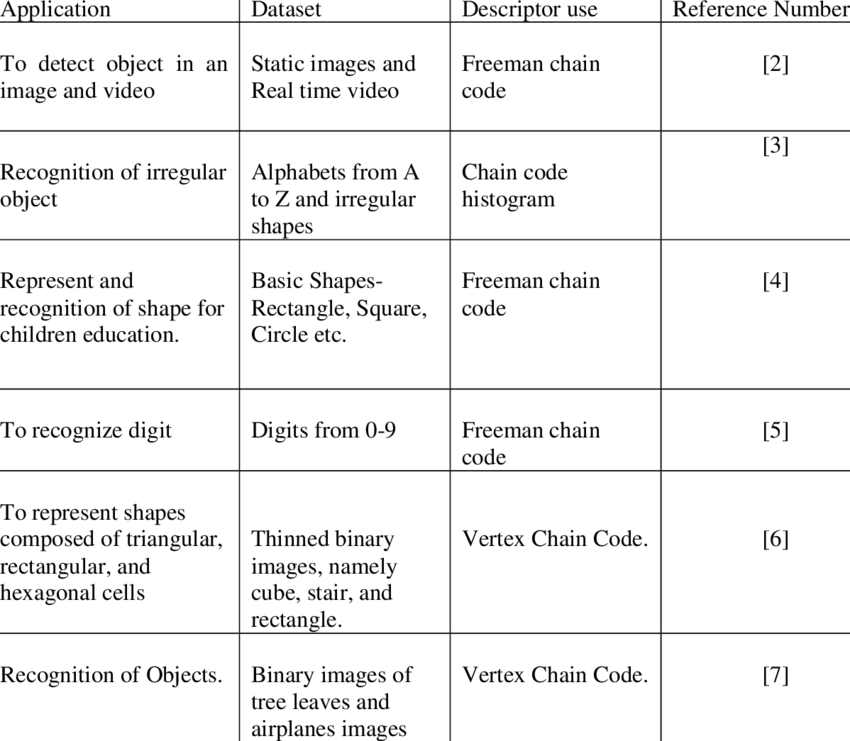 Application Dataset Descriptor use Reference Number
To detect object in an Static images and Freeman chain [2]
image and video Real time video code
[3]
Recognition of irregular Alphabets from A Chain code
object to Z and irregular histogram
shapes
Represent and Basic Shapes- Freeman chain [4]
recognition of shape for Rectangle, Square, code
children education. Circle etc.
To recognize digit Digits from 0-9 Freeman chain [5]
code
To represent shapes
composed of triangular, Thinned binary Vertex Chain Code. [6]
rectangular, and images, namely
hexagonal cells cube, stair, and
rectangle.
Recognition of Objects. Binary images of Vertex Chain Code. [7]
tree leaves and
airplanes images